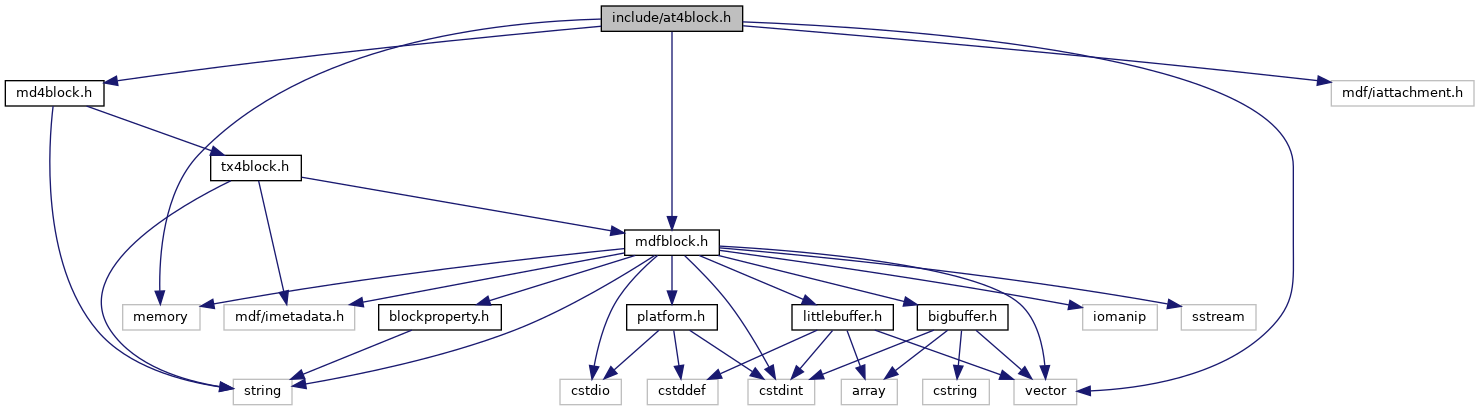 include/at4block.h
md4block.h
mdf/iattachment.h
tx4block.h
mdfblock.h
memory
mdf/imetadata.h
blockproperty.h
platform.h
littlebuffer.h
bigbuffer.h
iomanip
sstream
string
cstdio
cstddef
cstdint
array
cstring
vector